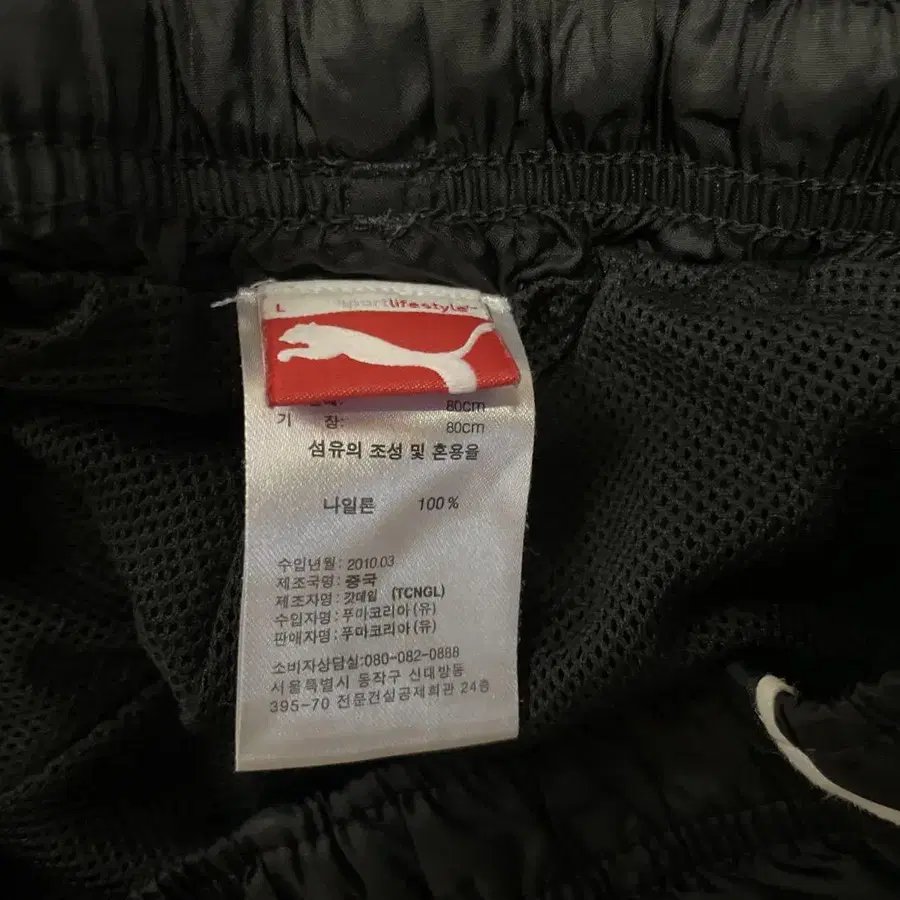 L sportlifestyle™
80cm
기 장: 80cm
섬유의 조성 및 혼용율
나일론 100%
수입년월: 2010.03
제조국명: 중국
제조자명: 갓데일 (TCNGL)
수입자명: 푸마코리아(유)
판매자명: 푸마코리아(유)
소비자상담실:080-082-0888
서울특별시 동작구 신대방동
395-70 전문건설공제회관 24층